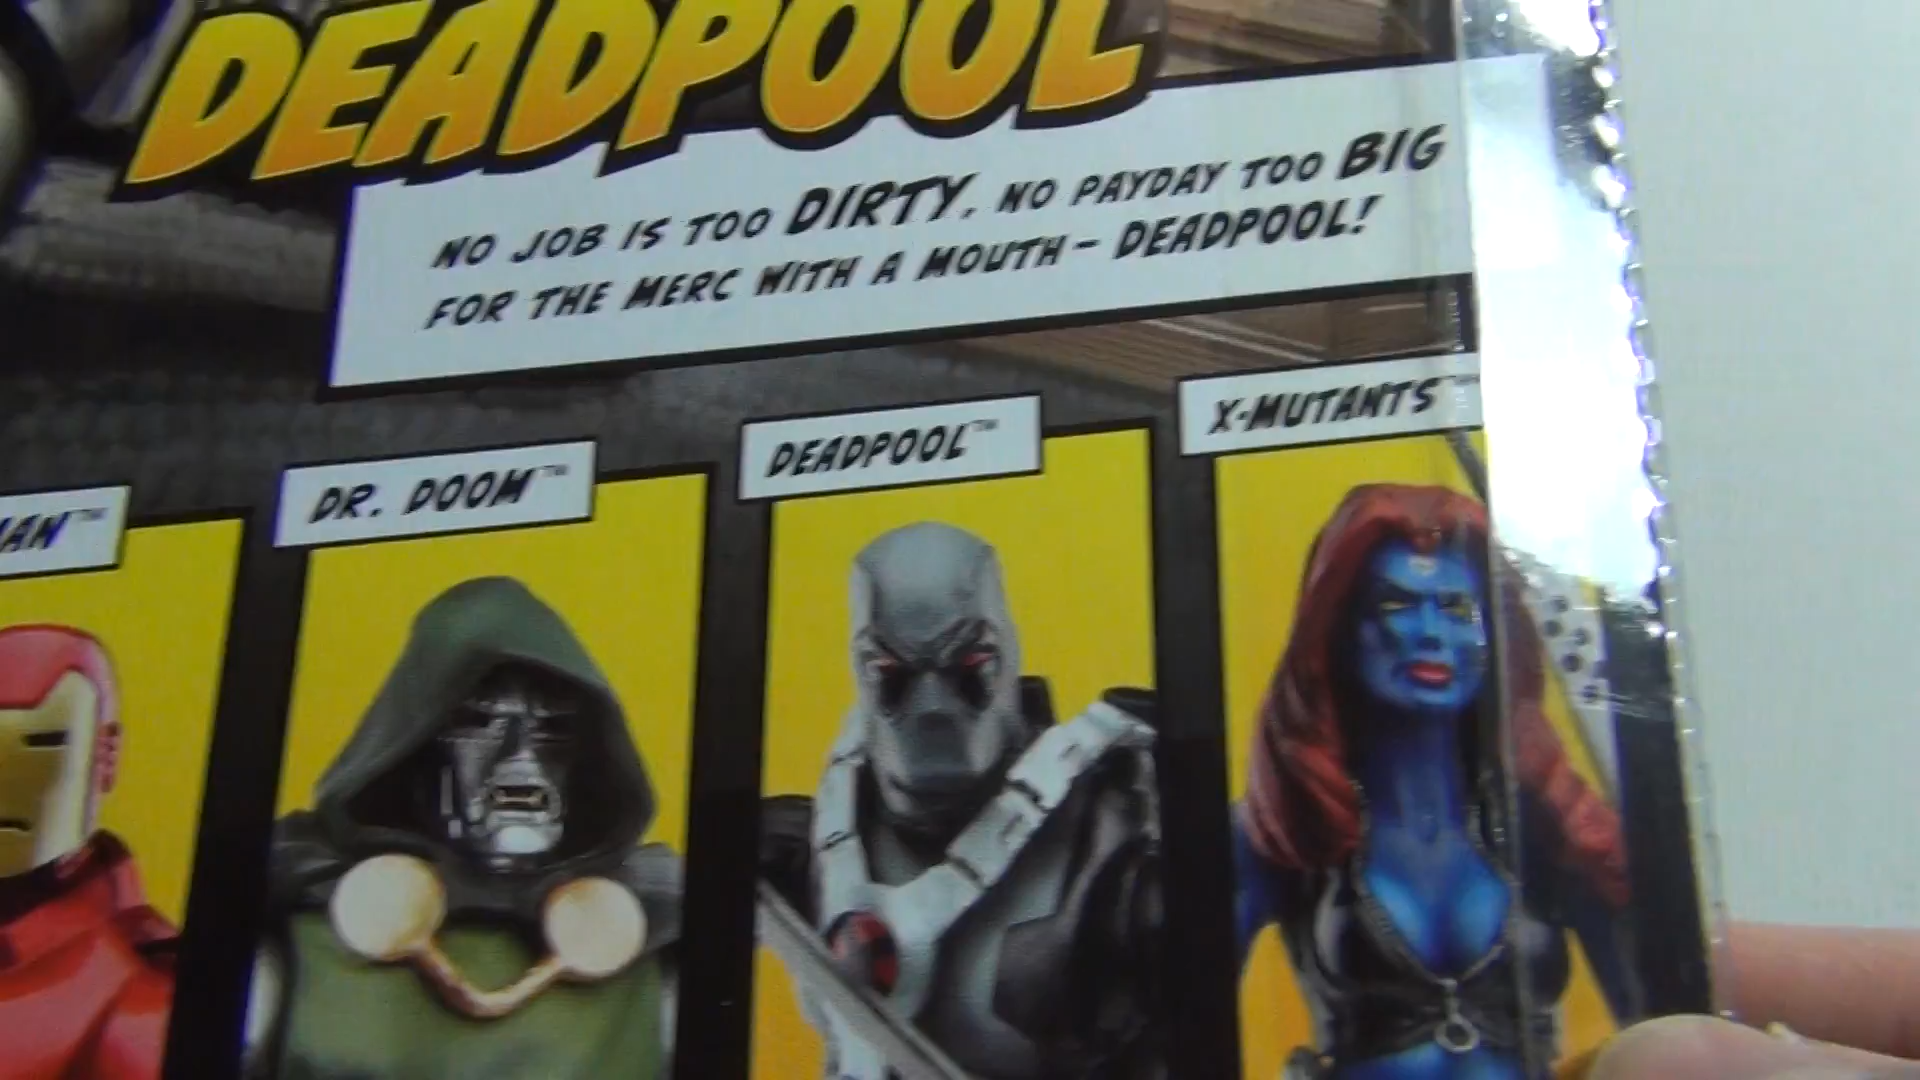 DEADPOOL
NO JOB IS TOO DIRTY, NO PAYDAY TOO BIG
FOR THE MERC WITH A MOUTH - DEADPOOL!
X-MUTANTS™
DEADPOOL™
DR. DOOM™